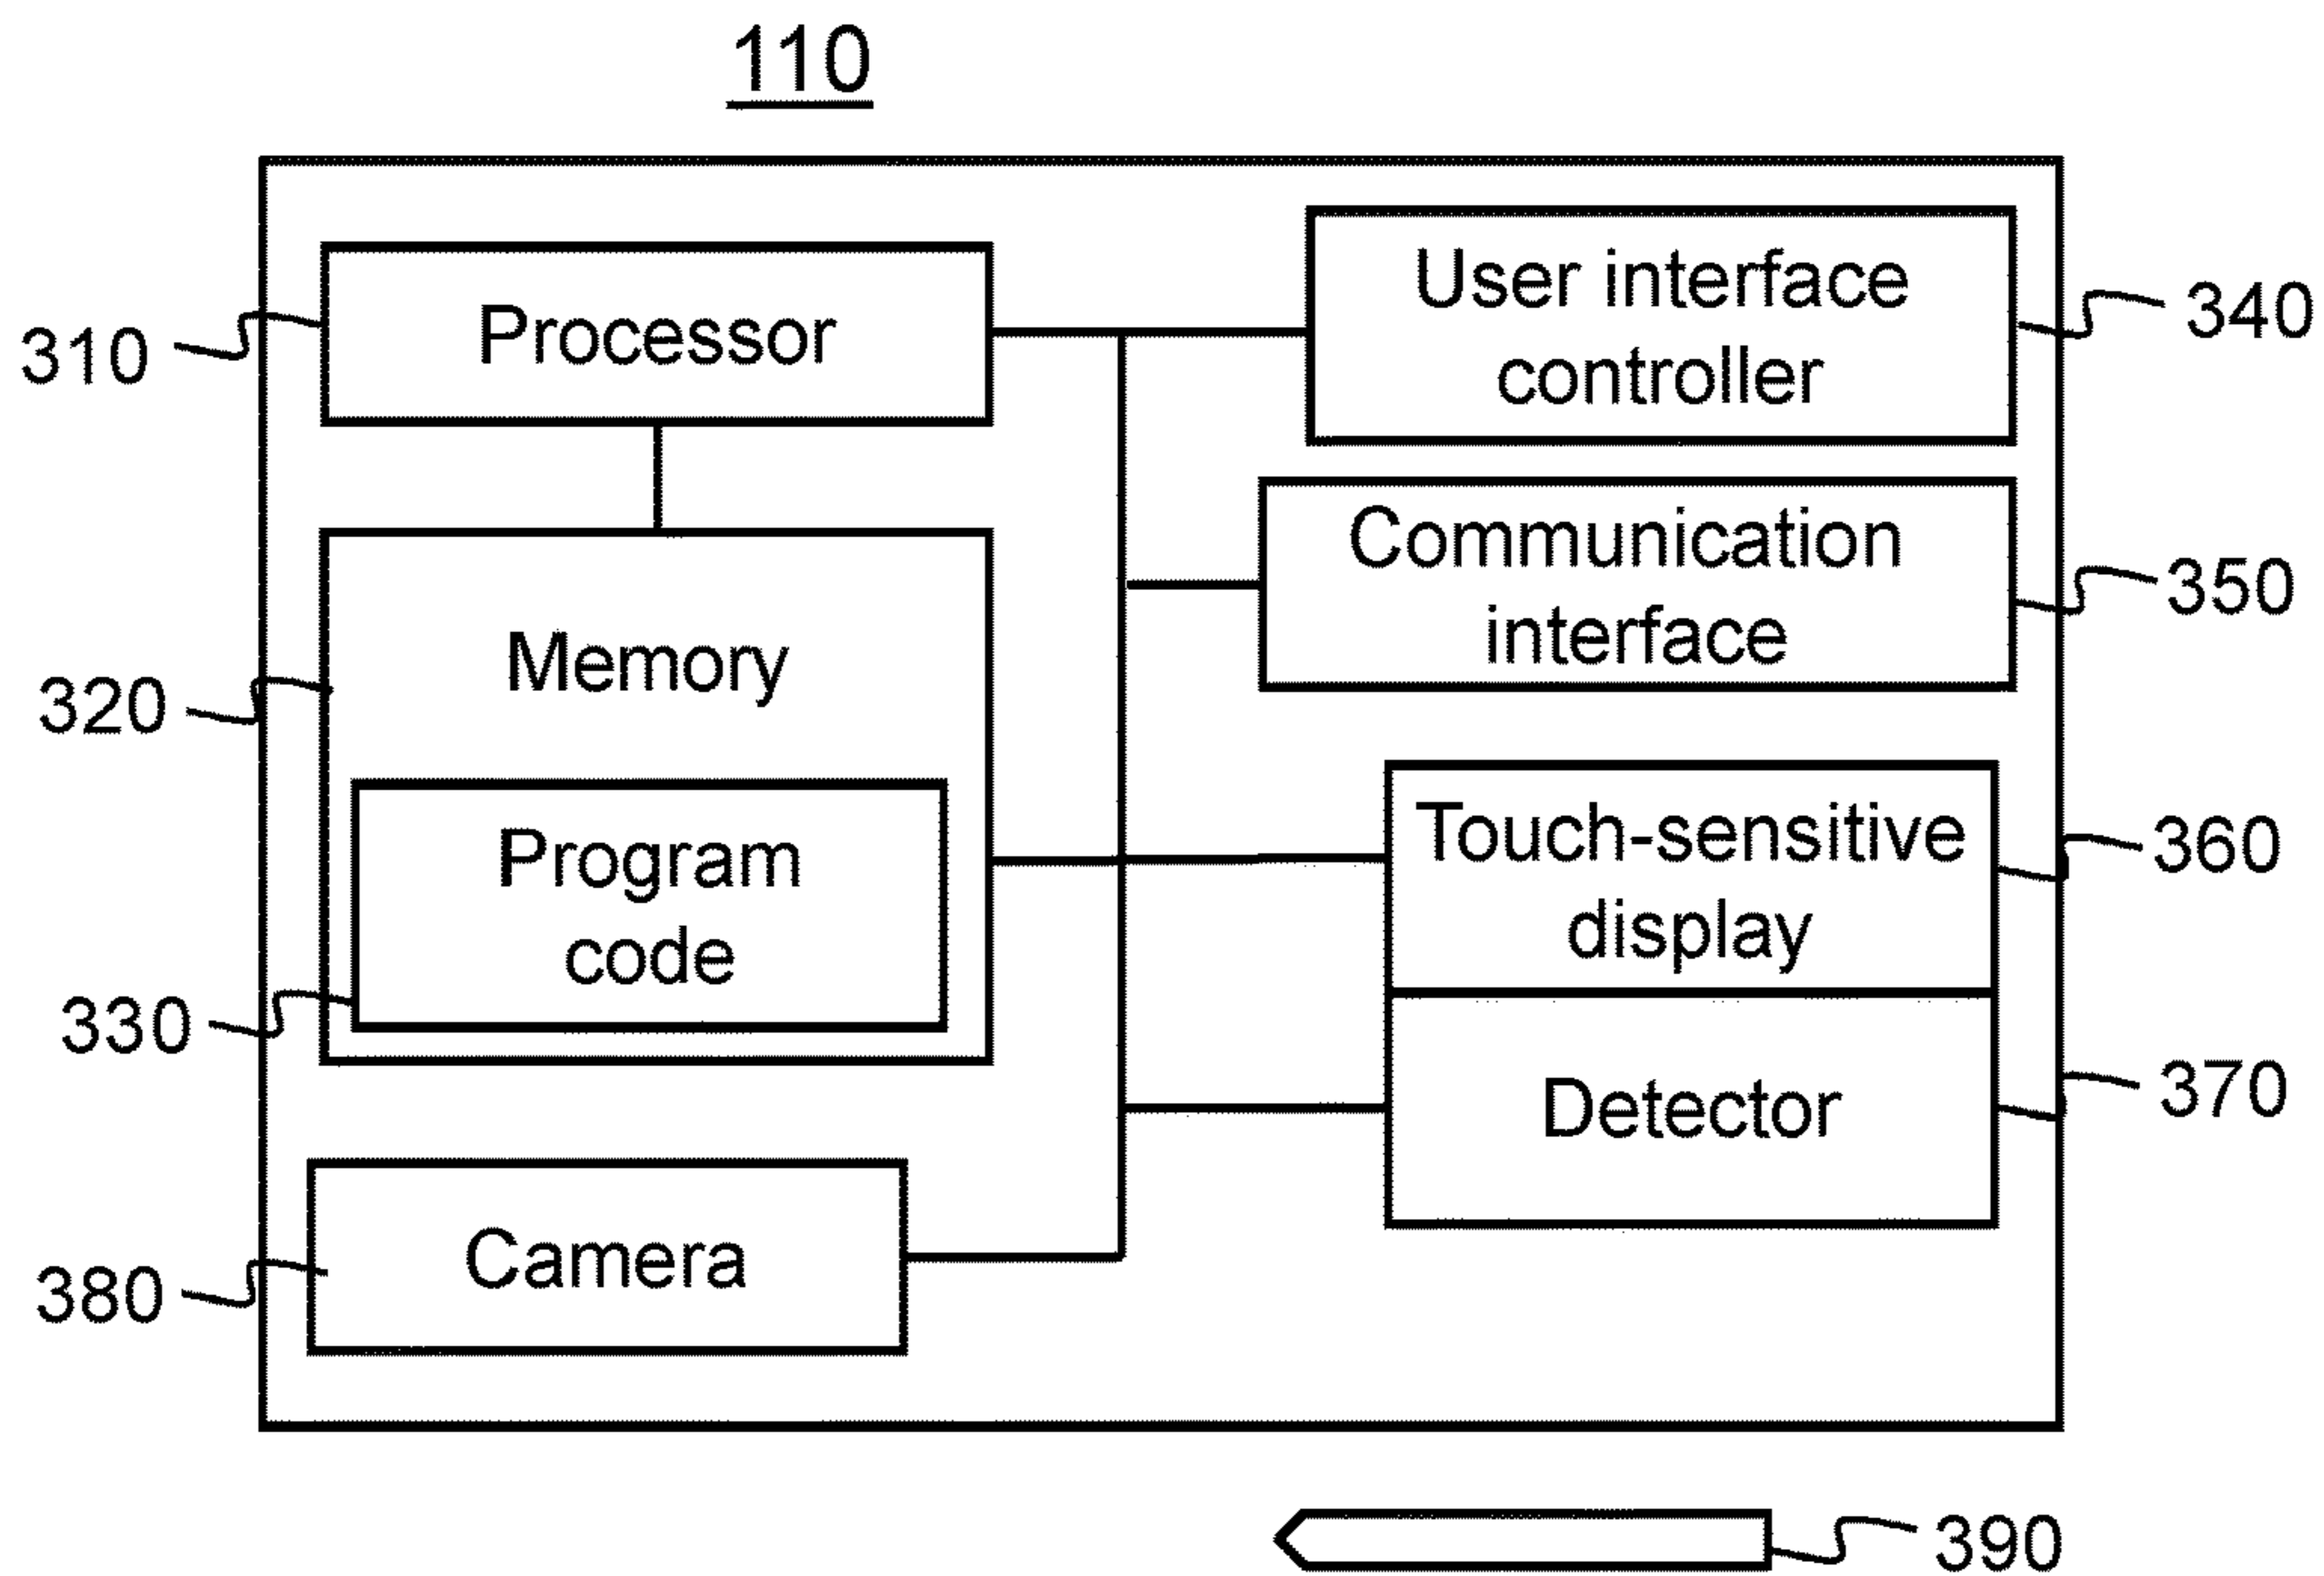 110
Processor
310
User interface
controller
340
Communication
interface
350
Memory
320
Program
code
330
Touch-sensitive
display
360
Detector
370
Camera
380
390